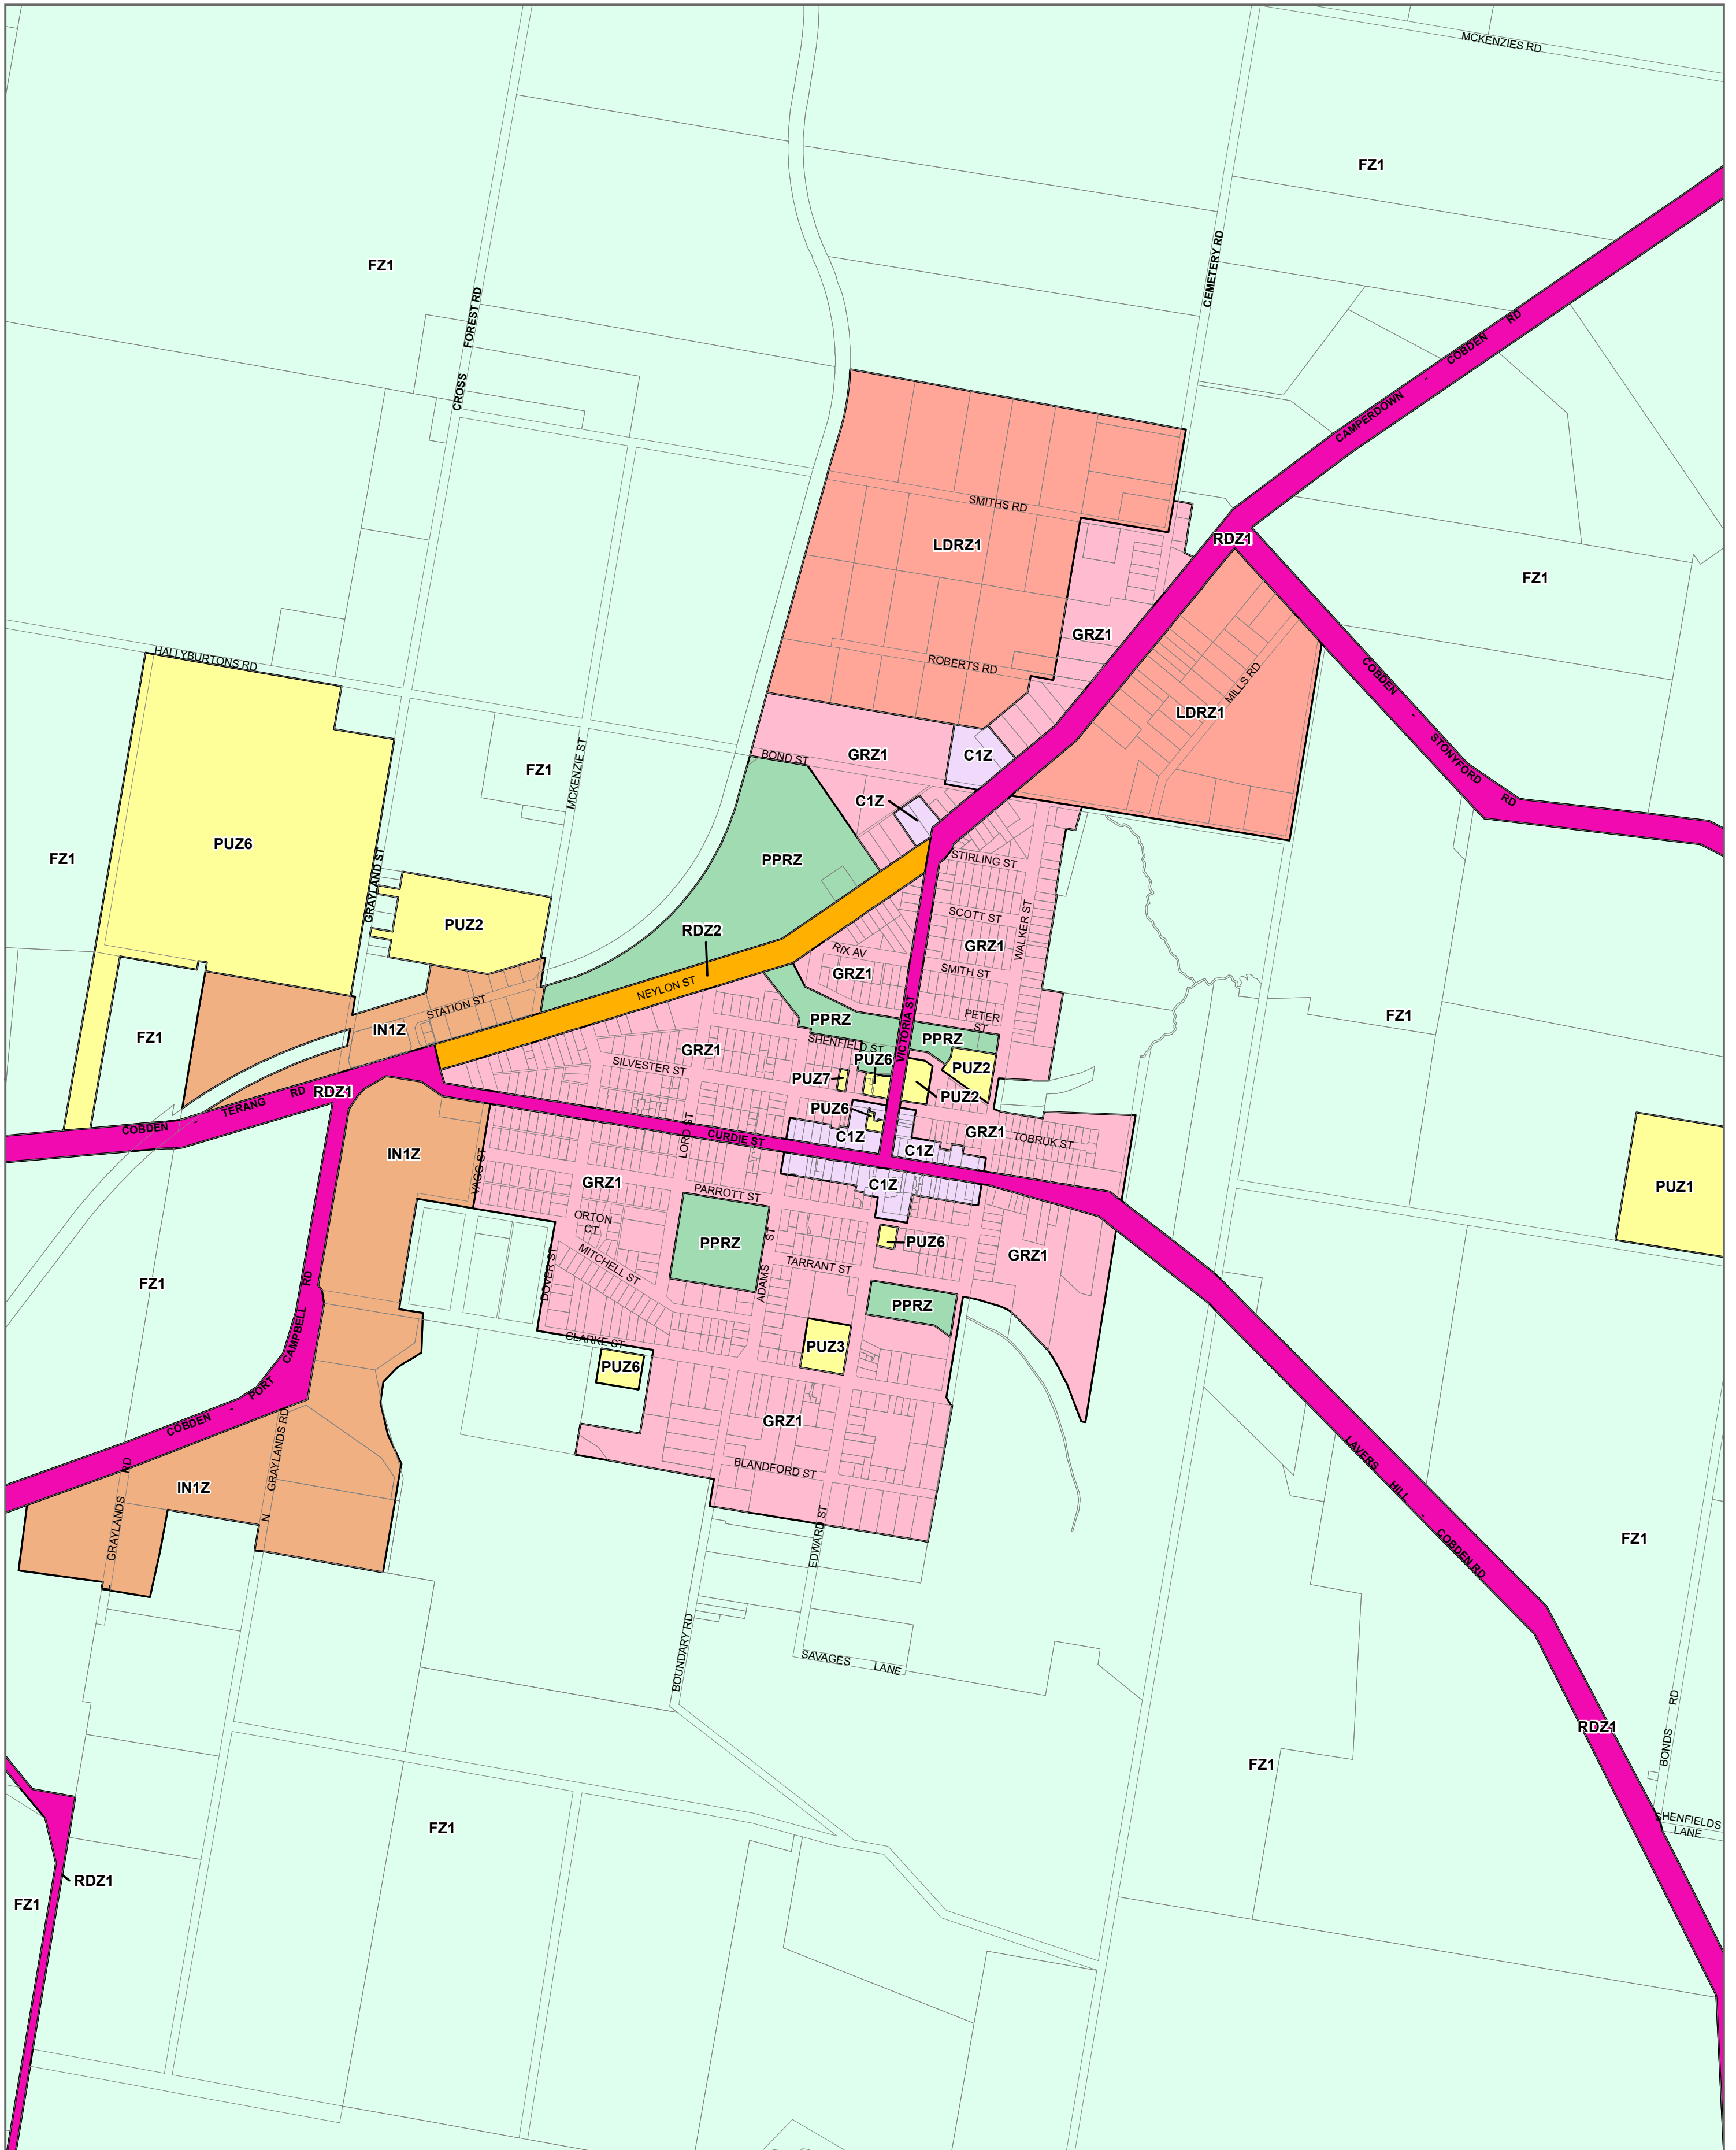 MCKENZIES RD
FZ1
CEMETERY RD
FZ1
CROSS FOREST RD
CAMPERDOWN - COBDEN RD
SMITHS RD
RDZ1
LDRZ1
FZ1
GRZ1
HALLYBURTONS RD
ROBERTS RD
MILLS RD
COBDEN - STONYFORD RD
LDRZ1
BOND ST
GRZ1
C1Z
FZ1
MCKENZIE ST
C1Z
PUZ6
FZ1
PPRZ
STIRLING ST
GRAYLAND ST
SCOTT ST
WALKER ST
PUZ2
RDZ2
GRZ1
RIX AV
GRZ1
SMITH ST
NEYLON ST
STATION ST
IN1Z
FZ1
PPRZ
VICTORIA ST
PETER
ST
FZ1
PPRZ
SHENFIELD ST
GRZ1
PUZ6
SILVESTER ST
PUZ2
PUZ7
RDZ1
PUZ2
COBDEN - TERANG RD
PUZ6
LORD ST
CURDIE ST
C1Z
GRZ1
TOBRUK ST
C1Z
IN1Z
VAGG ST
GRZ1
C1Z
PUZ1
PARROTT ST
ORTON
CT
PPRZ
ADAMS ST
PUZ6
GRZ1
MITCHELL ST
DOVER ST
TARRANT ST
FZ1
PPRZ
CLARKE ST
PUZ3
PUZ6
COBDEN - PORT CAMPBELL RD
GRZ1
GRAYLANDS RD
N GRAYLANDS RD
IN1Z
BLANDFORD ST
EDWARD ST
LAVERS HILL - COBDEN RD
FZ1
BOUNDARY RD
SAVAGES LANE
RDZ1
BONDS RD
FZ1
SHENFIELDS
LANE
FZ1
RDZ1
FZ1